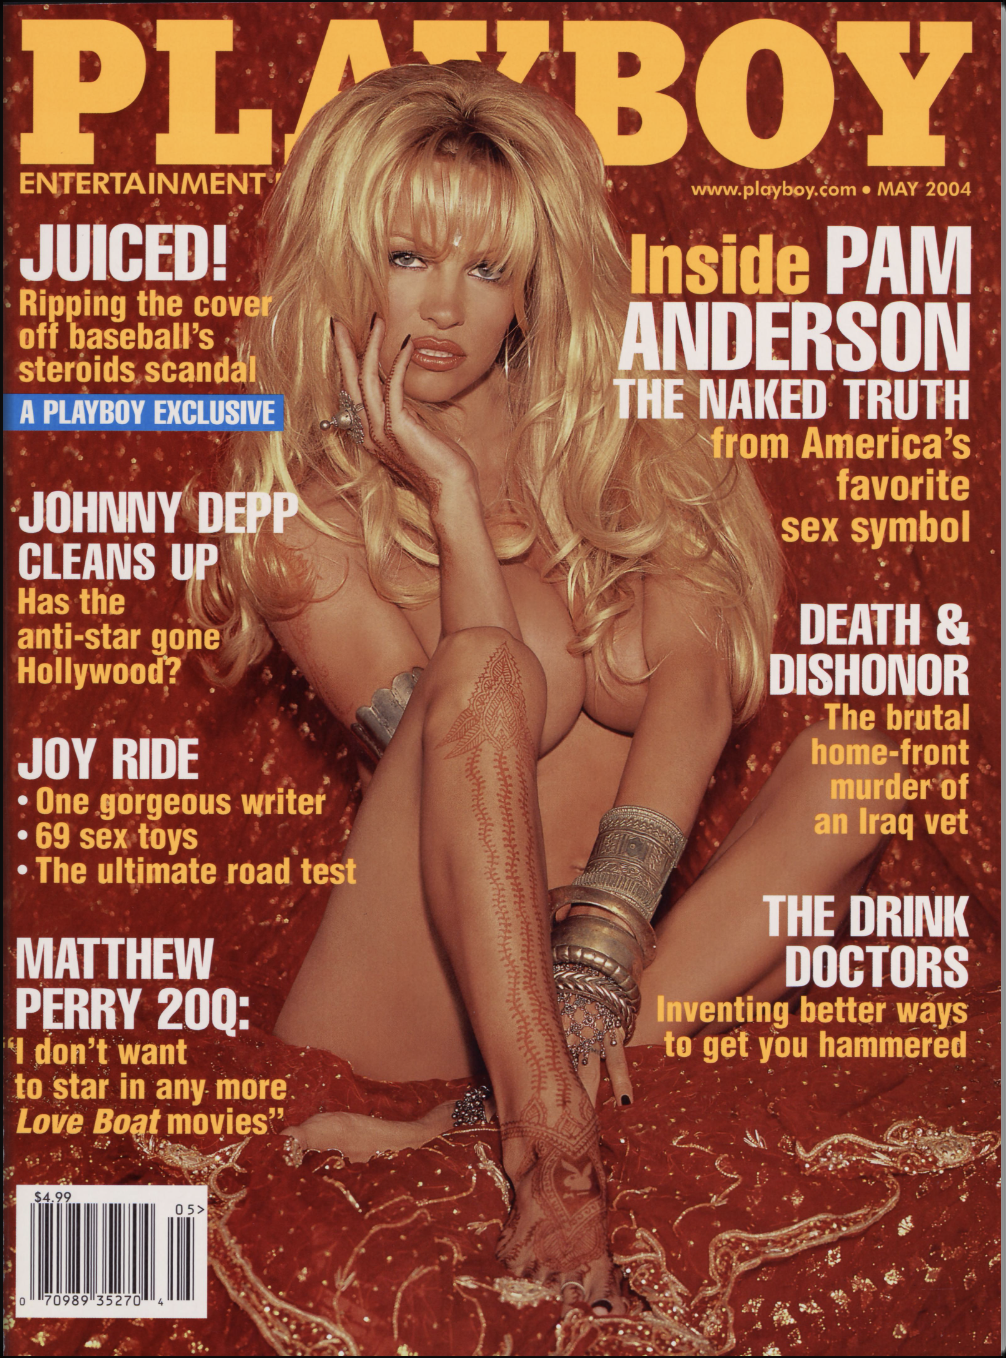 PLAYBOY
ENTERTAINMENT
www.playboy.com • MAY 2004
JUICED!
Ripping the cover
off baseball's
steroids scandal
A PLAYBOY EXCLUSIVE
JOHNNY DEPP
CLEANS UP
Has the
anti-star gone
Hollywood?
JOY RIDE
• One gorgeous writer
• 69 sex toys
• The ultimate road test
MATTHEW
PERRY 20Q:
"I don't want
to star in any more
Love Boat movies"
Inside PAM
ANDERSON
THE NAKED TRUTH
from America's
favorite
sex symbol
DEATH &
DISHONOR
The brutal
home-front
murder of
an Iraq vet
THE DRINK
DOCTORS
Inventing better ways
to get you hammered
$4.99
05>
0 70989 35270 4